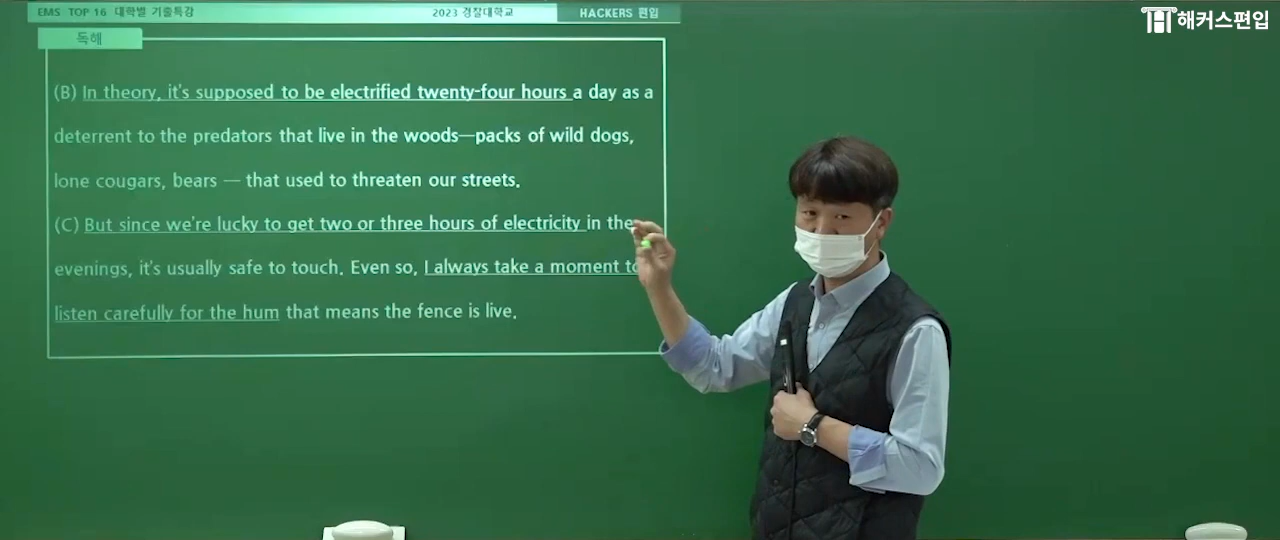 EMS TOP 16 대학별 기출특강
2023 경찰대학교
HACKERS 편입
해커스편입
독해
(B) In theory, it's supposed to be electrified twenty-four hours a day as a
deterrent to the predators that live in the woods—packs of wild dogs,
lone cougars, bears — that used to threaten our streets.
(C) But since we're lucky to get two or three hours of electricity in the
evenings, it's usually safe to touch. Even so, I always take a moment to
listen carefully for the hum that means the fence is live.